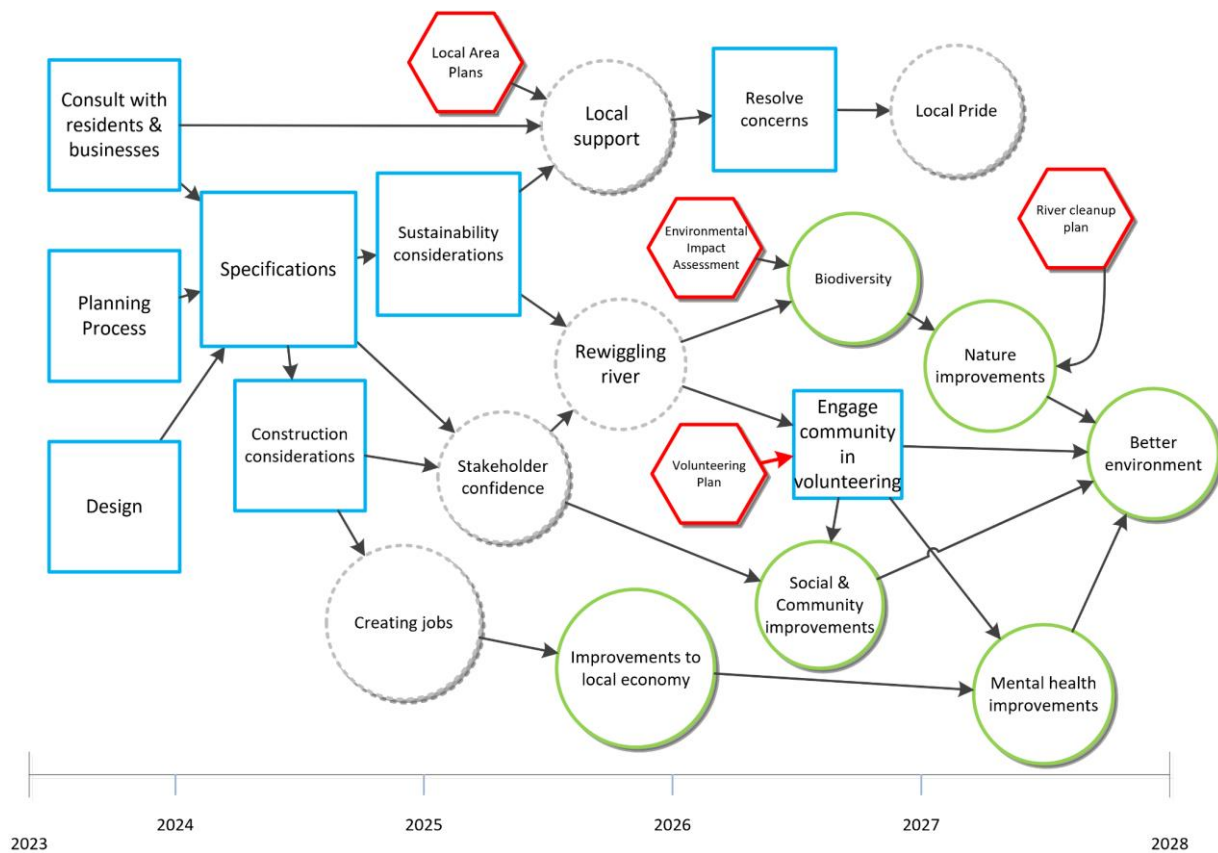 Local Area
Plans
Consult with
residents &
businesses
Local
support
Resolve
concerns
Local Pride
River cleanup
plan
Sustainability
considerations
Environmental
Impact
Assessment
Specifications
Biodiversity
Planning
Process
Rewiggling
river
Nature
improvements
Engage
community
in
volunteering
Construction
considerations
Stakeholder
confidence
Volunteering
Plan
Better
environment
Design
Social &
Community
improvements
Creating jobs
Improvements to
local economy
Mental health
improvements
2023
2024
2025
2026
2027
2028